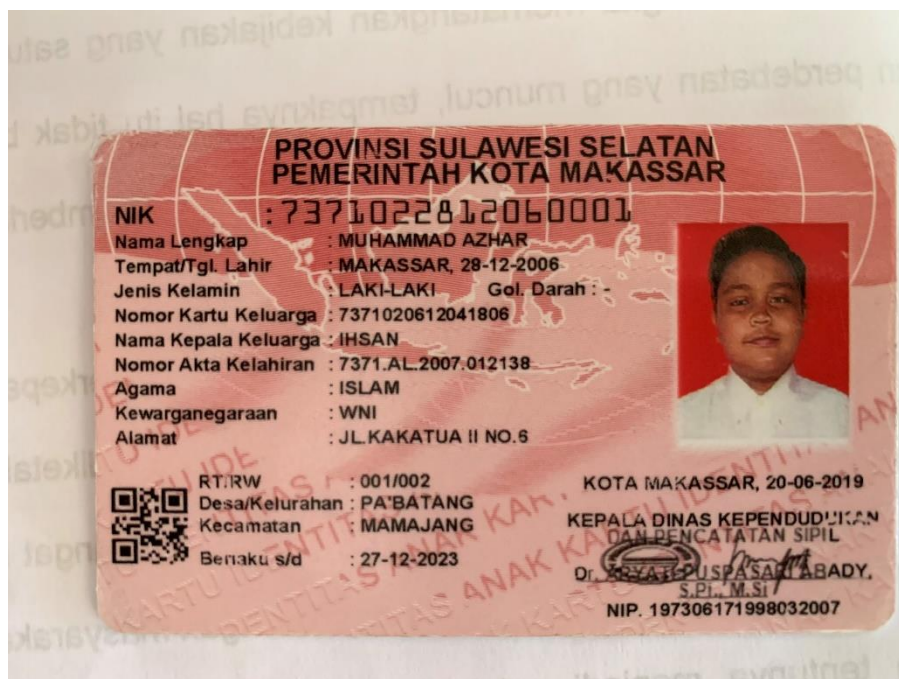 PROVINSI SULAWESI SELATAN
PEMERINTAH KOTA MAKASSAR
NIK : 7371022812060001
Nama Lengkap : MUHAMMAD AZHAR
Tempat/Tgl. Lahir : MAKASSAR, 28-12-2006
Jenis Kelamin : LAKI-LAKI Gol. Darah : -
Nomor Kartu Keluarga : 7371020612041806
Nama Kepala Keluarga : IHSAN
Nomor Akta Kelahiran : 7371.AL.2007.012138
Agama : ISLAM
Kewarganegaraan : WNI
Alamat : JL.KAKATUA II NO.6
RT/RW : 001/002
Desa/Kelurahan : PA'BATANG
Kecamatan : MAMAJANG
Berlaku s/d : 27-12-2023
KOTA MAKASSAR, 20-06-2019
KEPALA DINAS KEPENDUDUKAN
DAN PENCATATAN SIPIL
Dr. PUSPASARI ABADY,
S.Pi., M.Si
NIP. 197306171998032007
KARTU IDENTITAS ANAK